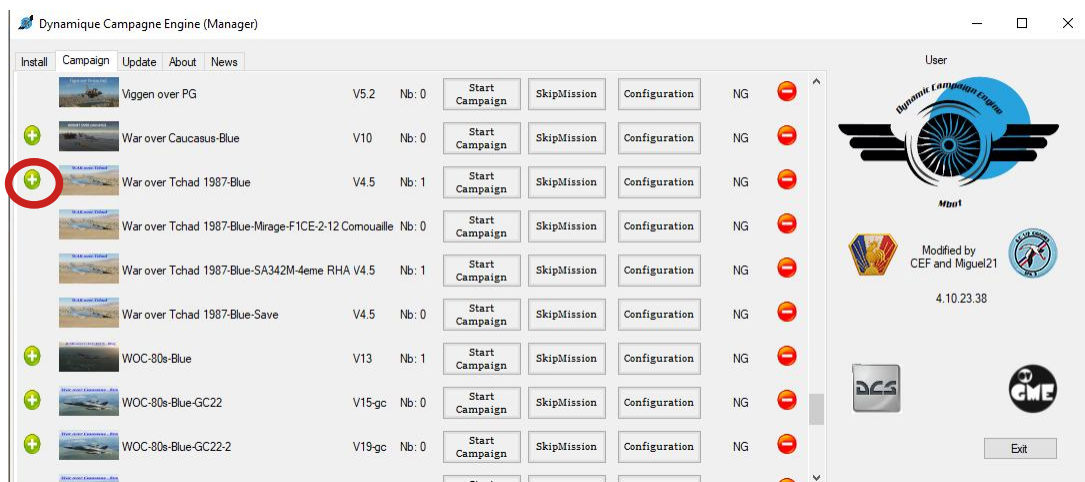 Dynamique Campagne Engine (Manager)
Install Campaign Update About News
User
Viggen over PG V5.2 Nb: 0 Start Campaign SkipMission Configuration NG
War over Caucasus-Blue V10 Nb: 0 Start Campaign SkipMission Configuration NG
War over Tchad 1987-Blue V4.5 Nb: 1 Start Campaign SkipMission Configuration NG
War over Tchad 1987-Blue-Mirage-F1CE-2-12 Cornouaille Nb: 0 Start Campaign SkipMission Configuration NG
War over Tchad 1987-Blue-SA342M-4eme RHA V4.5 Nb: 1 Start Campaign SkipMission Configuration NG
War over Tchad 1987-Blue-Save V4.5 Nb: 0 Start Campaign SkipMission Configuration NG
WOC-80s-Blue V13 Nb: 1 Start Campaign SkipMission Configuration NG
WOC-80s-Blue-GC22 V15-gc Nb: 0 Start Campaign SkipMission Configuration NG
WOC-80s-Blue-GC22-2 V19-gc Nb: 0 Start Campaign SkipMission Configuration NG
Dynamic Campaign Engine
Mbot
Modified by
CEF and Miguel21
4.10.23.38
DCS
GME
Exit